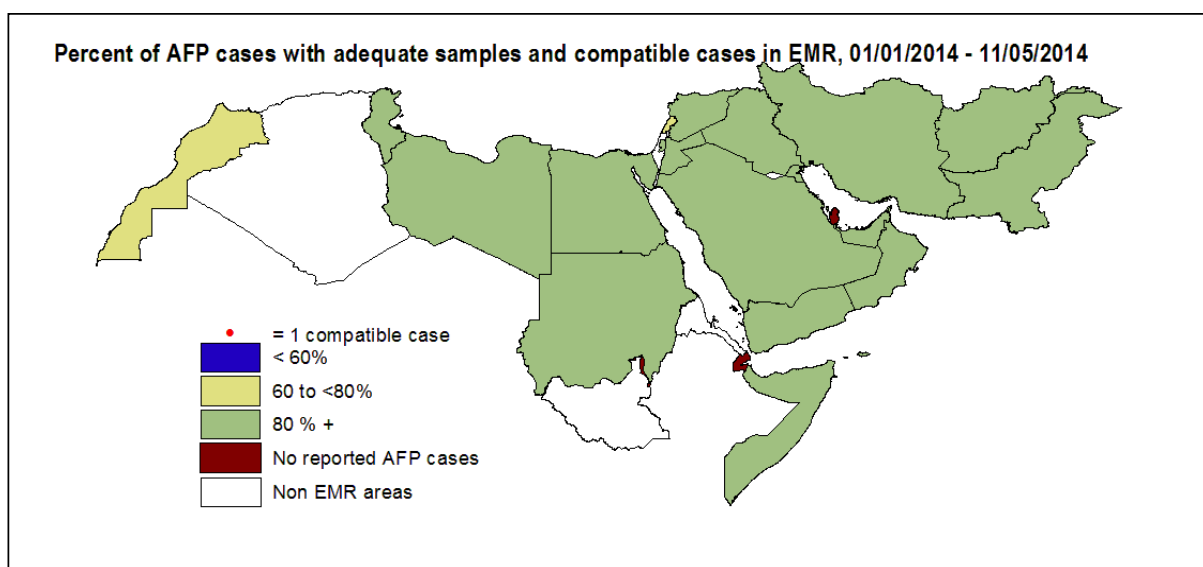 Percent of AFP cases with adequate samples and compatible cases in EMR, 01/01/2014 - 11/05/2014
= 1 compatible case
< 60%
60 to <80%
80 % +
No reported AFP cases
Non EMR areas